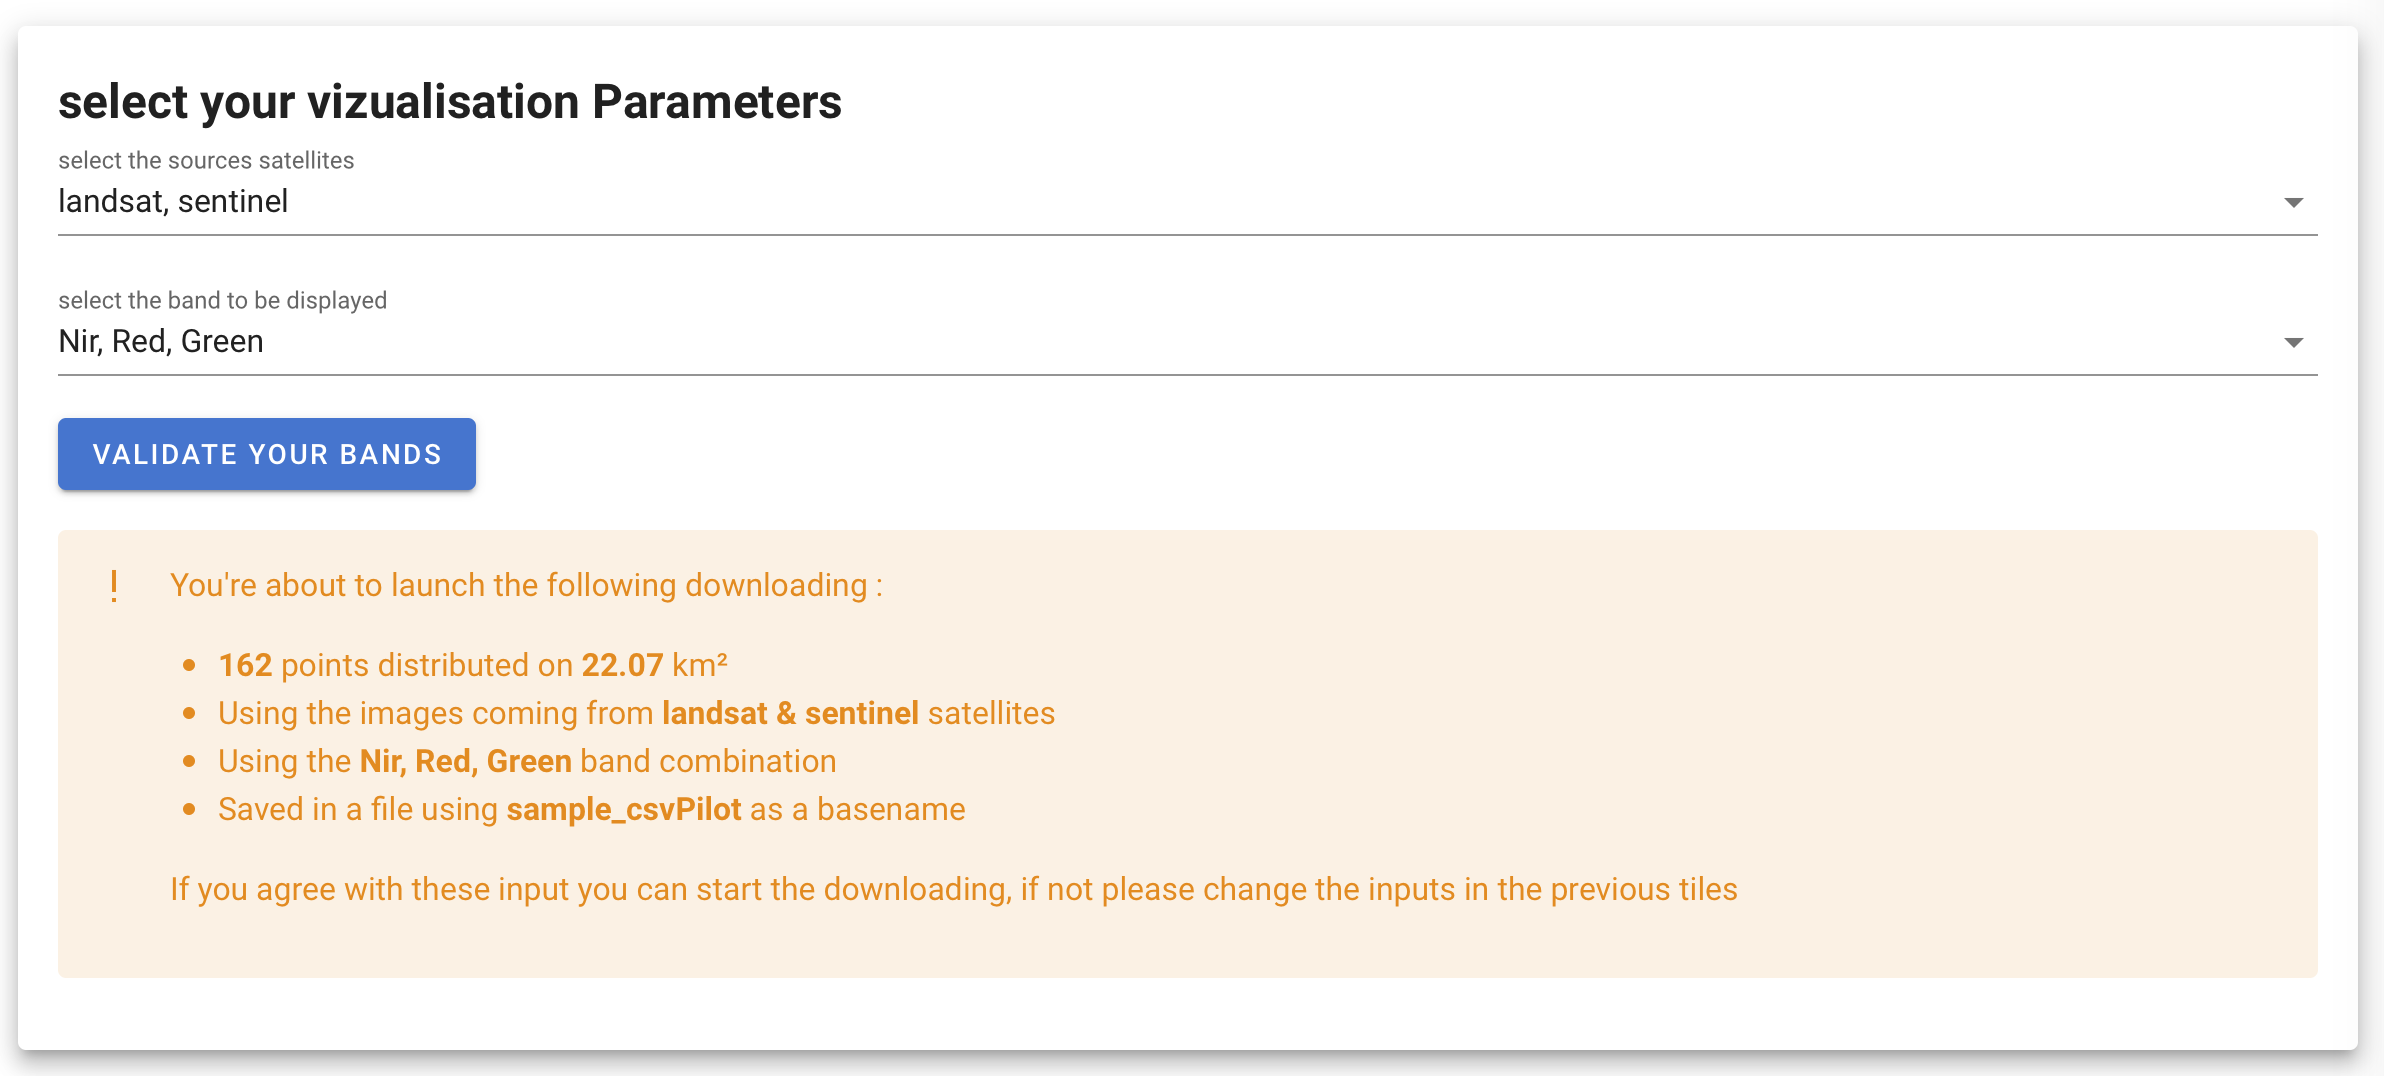 select your vizualisation Parameters
select the sources satellites
landsat, sentinel
select the band to be displayed
Nir, Red, Green
VALIDATE YOUR BANDS
! You're about to launch the following downloading :
• 162 points distributed on 22.07 km²
• Using the images coming from landsat & sentinel satellites
• Using the Nir, Red, Green band combination
• Saved in a file using sample_csvPilot as a basename
If you agree with these input you can start the downloading, if not please change the inputs in the previous tiles